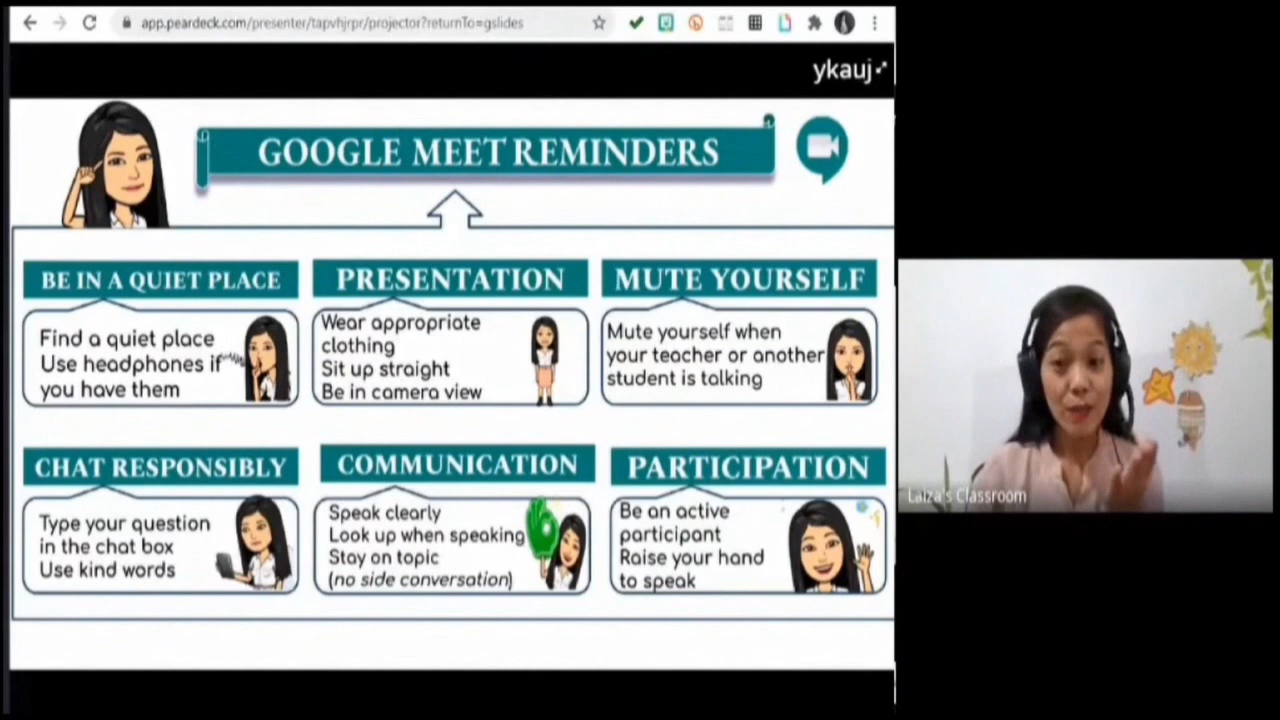 app.peardeck.com/presenter/tapvhjrpr/projector?returnTo=gslides
ykauj
GOOGLE MEET REMINDERS
BE IN A QUIET PLACE
Find a quiet place
Use headphones if
you have them
PRESENTATION
Wear appropriate
clothing
Sit up straight
Be in camera view
MUTE YOURSELF
Mute yourself when
your teacher or another
student is talking
CHAT RESPONSIBLY
Type your question
in the chat box
Use kind words
COMMUNICATION
Speak clearly
Look up when speaking
Stay on topic
(no side conversation)
PARTICIPATION
Be an active
participant
Raise your hand
to speak
Laiza's Classroom